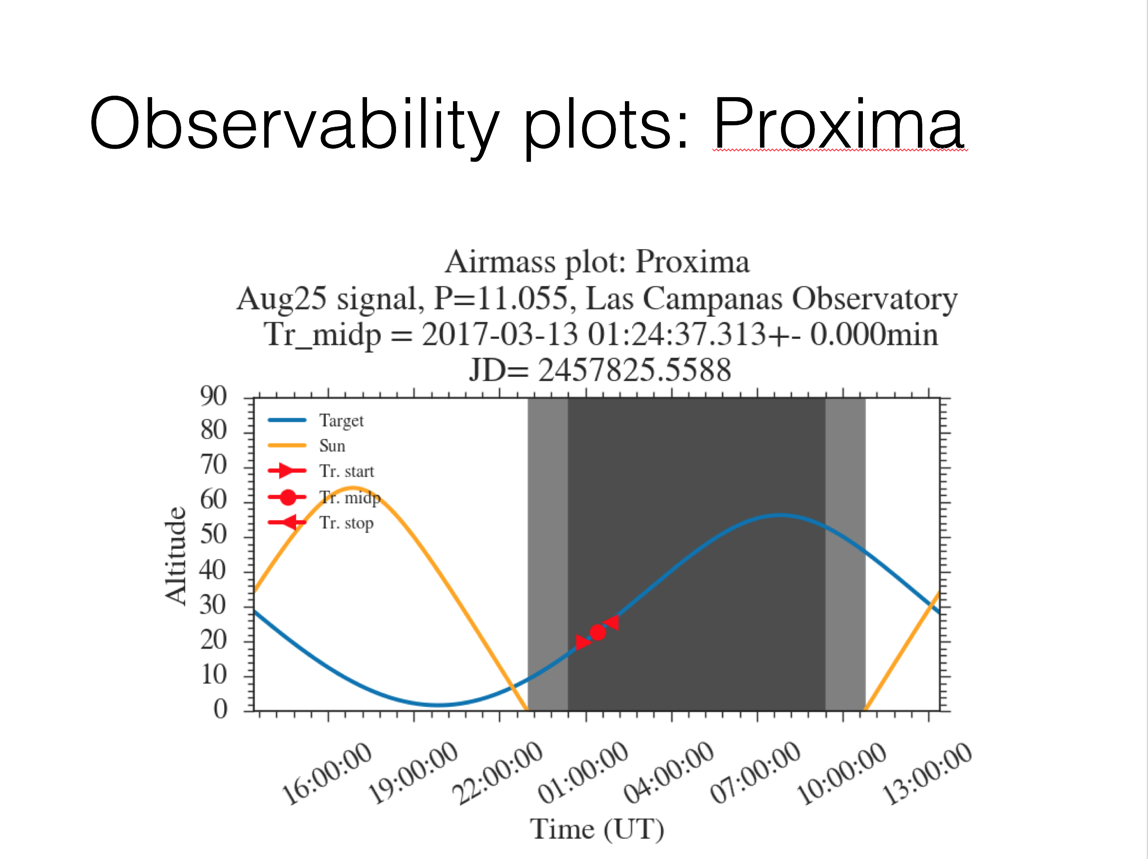 Observability plots: Proxima
Airmass plot: Proxima
Aug25 signal, P=11.055, Las Campanas Observatory
Tr_midp = 2017-03-13 01:24:37.313+- 0.000min
JD= 2457825.5588
90
80
70
60
50
40
30
20
10
0
Altitude
Target
Sun
Tr. start
Tr. midp
Tr. stop
16:00:00
19:00:00
22:00:00
01:00:00
04:00:00
07:00:00
10:00:00
13:00:00
Time (UT)